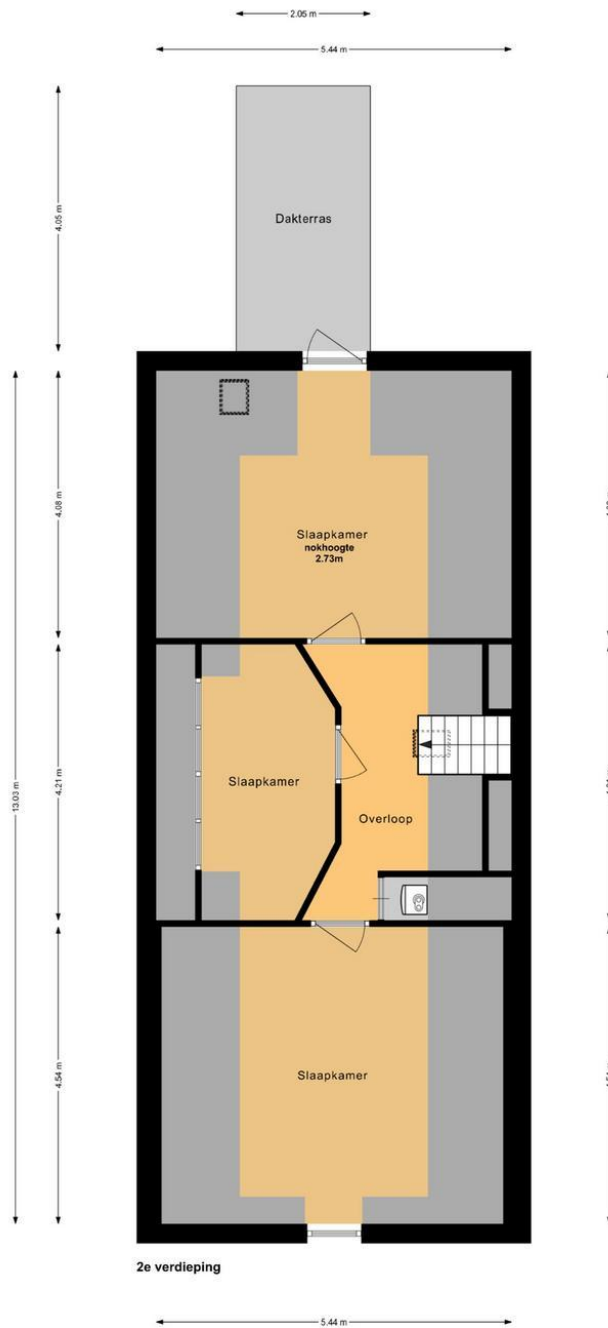 2.05 m
5.44 m
4.05 m
Dakterras
13.03 m
4.08 m
Slaapkamer
nokhoogte
2.73m
4.21 m
Slaapkamer
Overloop
4.54 m
Slaapkamer
2e verdieping
5.44 m